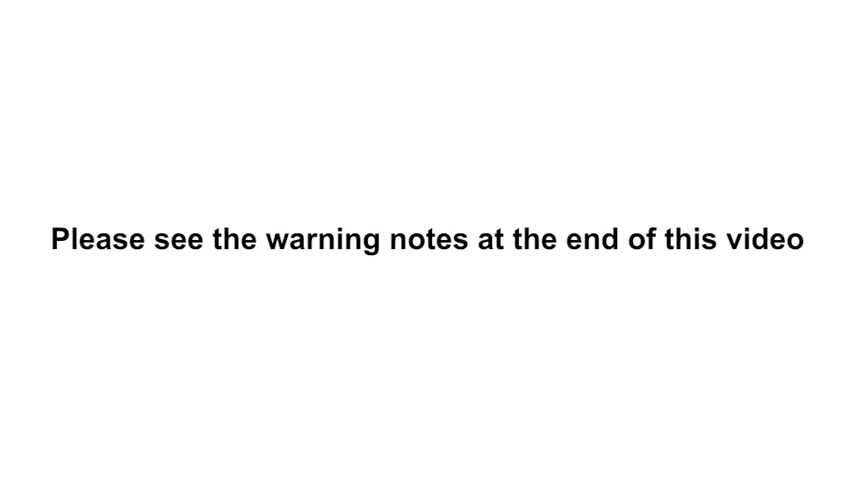 Please see the warning notes at the end of this video